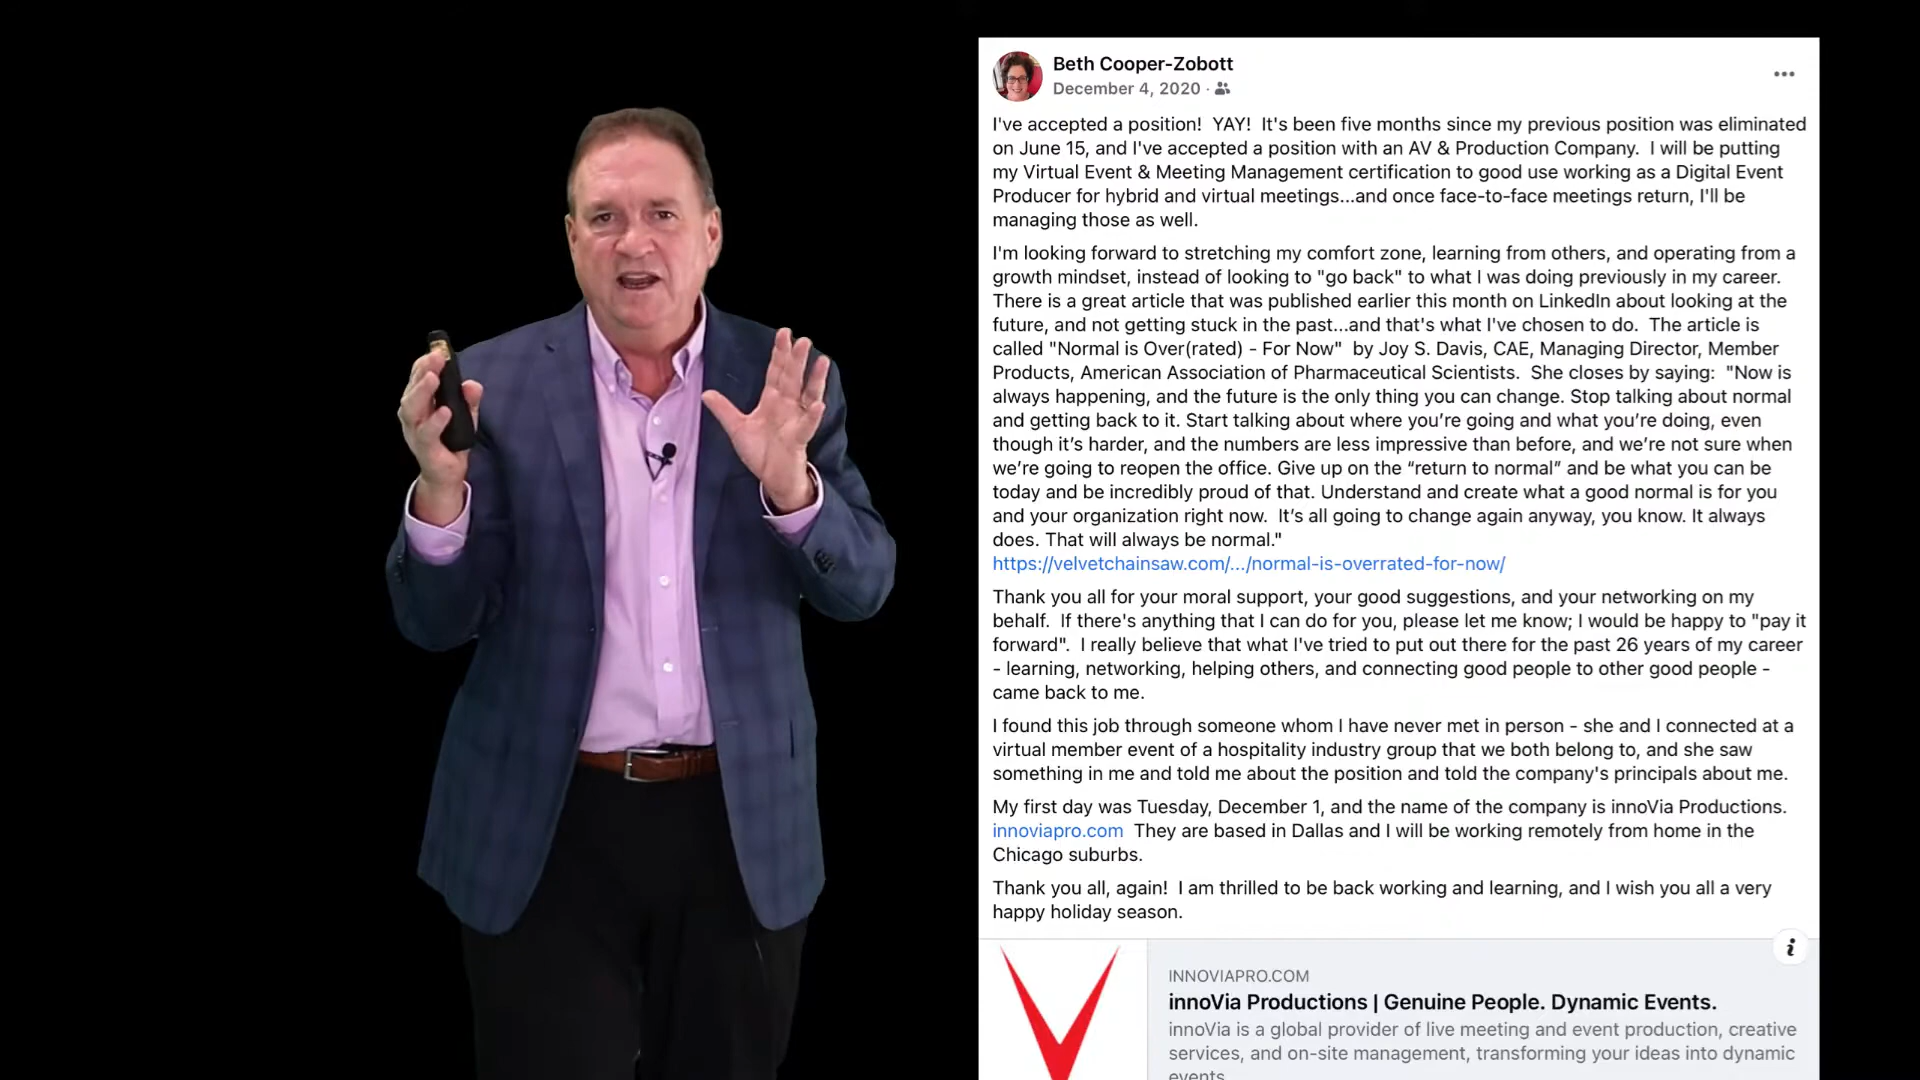 Beth Cooper-Zobott
December 4, 2020 ·
I've accepted a position!  YAY!  It's been five months since my previous position was eliminated
on June 15, and I've accepted a position with an AV & Production Company.  I will be putting
my Virtual Event & Meeting Management certification to good use working as a Digital Event
Producer for hybrid and virtual meetings...and once face-to-face meetings return, I'll be
managing those as well.
I'm looking forward to stretching my comfort zone, learning from others, and operating from a
growth mindset, instead of looking to "go back" to what I was doing previously in my career.
There is a great article that was published earlier this month on LinkedIn about looking at the
future, and not getting stuck in the past...and that's what I've chosen to do.  The article is
called "Normal is Over(rated) - For Now"  by Joy S. Davis, CAE, Managing Director, Member
Products, American Association of Pharmaceutical Scientists.  She closes by saying:  "Now is
always happening, and the future is the only thing you can change. Stop talking about normal
and getting back to it. Start talking about where you’re going and what you’re doing, even
though it’s harder, and the numbers are less impressive than before, and we’re not sure when
we’re going to reopen the office. Give up on the “return to normal” and be what you can be
today and be incredibly proud of that. Understand and create what a good normal is for you
and your organization right now.  It’s all going to change again anyway, you know. It always
does. That will always be normal."
https://velvetchainsaw.com/.../normal-is-overrated-for-now/
Thank you all for your moral support, your good suggestions, and your networking on my
behalf.  If there's anything that I can do for you, please let me know; I would be happy to "pay it
forward".  I really believe that what I've tried to put out there for the past 26 years of my career
- learning, networking, helping others, and connecting good people to other good people -
came back to me.
I found this job through someone whom I have never met in person - she and I connected at a
virtual member event of a hospitality industry group that we both belong to, and she saw
something in me and told me about the position and told the company's principals about me.
My first day was Tuesday, December 1, and the name of the company is innoVia Productions.
innoviapro.com  They are based in Dallas and I will be working remotely from home in the
Chicago suburbs.
Thank you all, again!  I am thrilled to be back working and learning, and I wish you all a very
happy holiday season.
INNOVIAPRO.COM
innoVia Productions | Genuine People. Dynamic Events.
innoVia is a global provider of live meeting and event production, creative
services, and on-site management, transforming your ideas into dynamic
events.